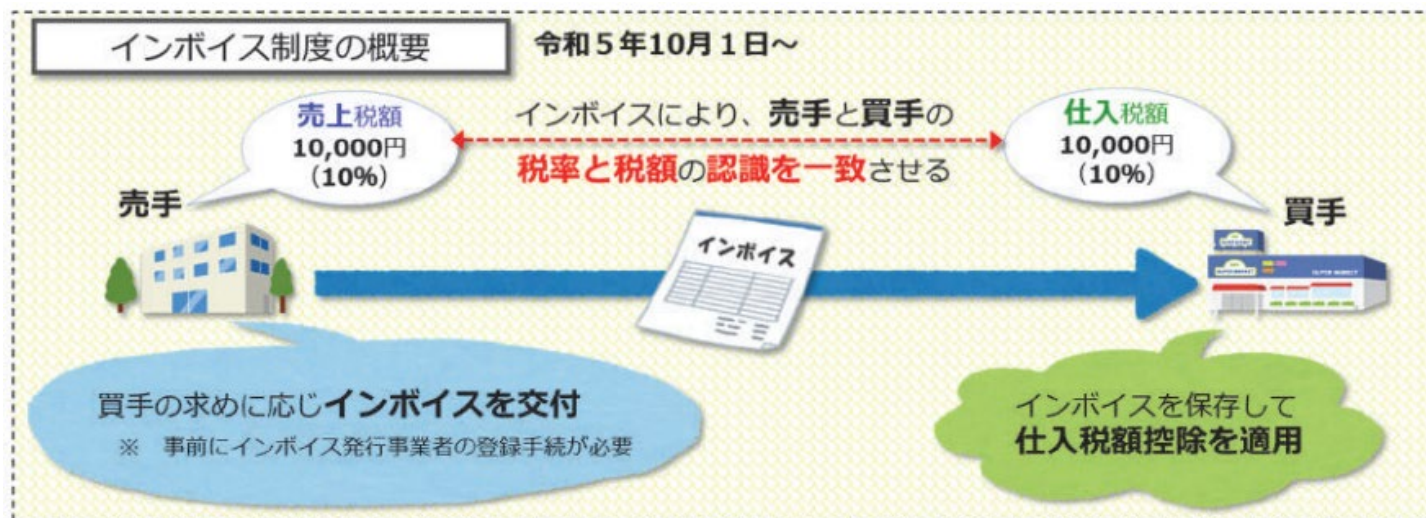 インボイス制度の概要
令和5年10月1日～
売上税額
10,000円
（10%）
インボイスにより、売手と買手の
税率と税額の認識を一致させる
仕入税額
10,000円
（10%）
売手
買手
インボイス
買手の求めに応じインボイスを交付
※　事前にインボイス発行事業者の登録手続が必要
インボイスを保存して
仕入税額控除を適用